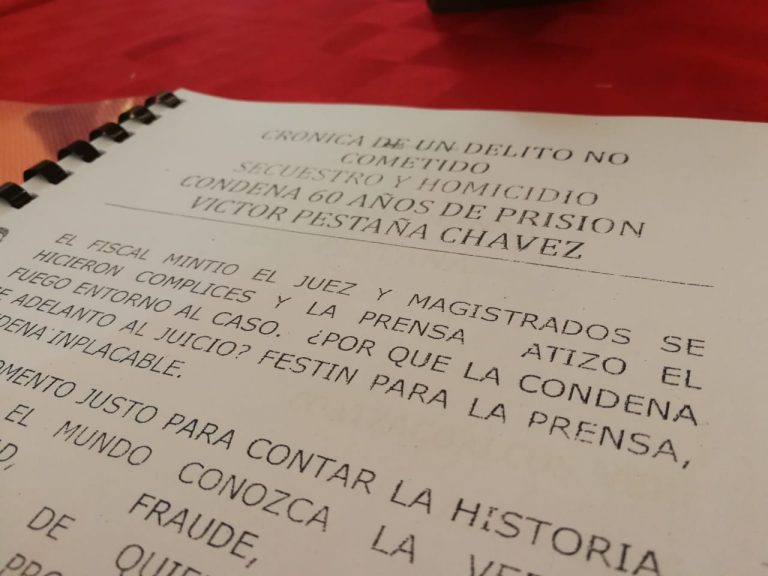 CRONICA DE UN DELITO NO
COMETIDO
SECUESTRO Y HOMICIDIO
CONDENA 60 AÑOS DE PRISION
VICTOR PESTAÑA CHAVEZ
EL FISCAL MINTIO EL JUEZ Y MAGISTRADOS SE
HICIERON COMPLICES Y LA PRENSA ATIZO EL
FUEGO ENTORNO AL CASO. ¿POR QUE LA CONDENA
ADELANTO AL JUICIO? FESTIN PARA LA PRENSA,
INPLACABLE.
JUSTO PARA CONTAR LA HISTORIA
EL MUNDO CONOZCA LA
FRAUDE,
DE